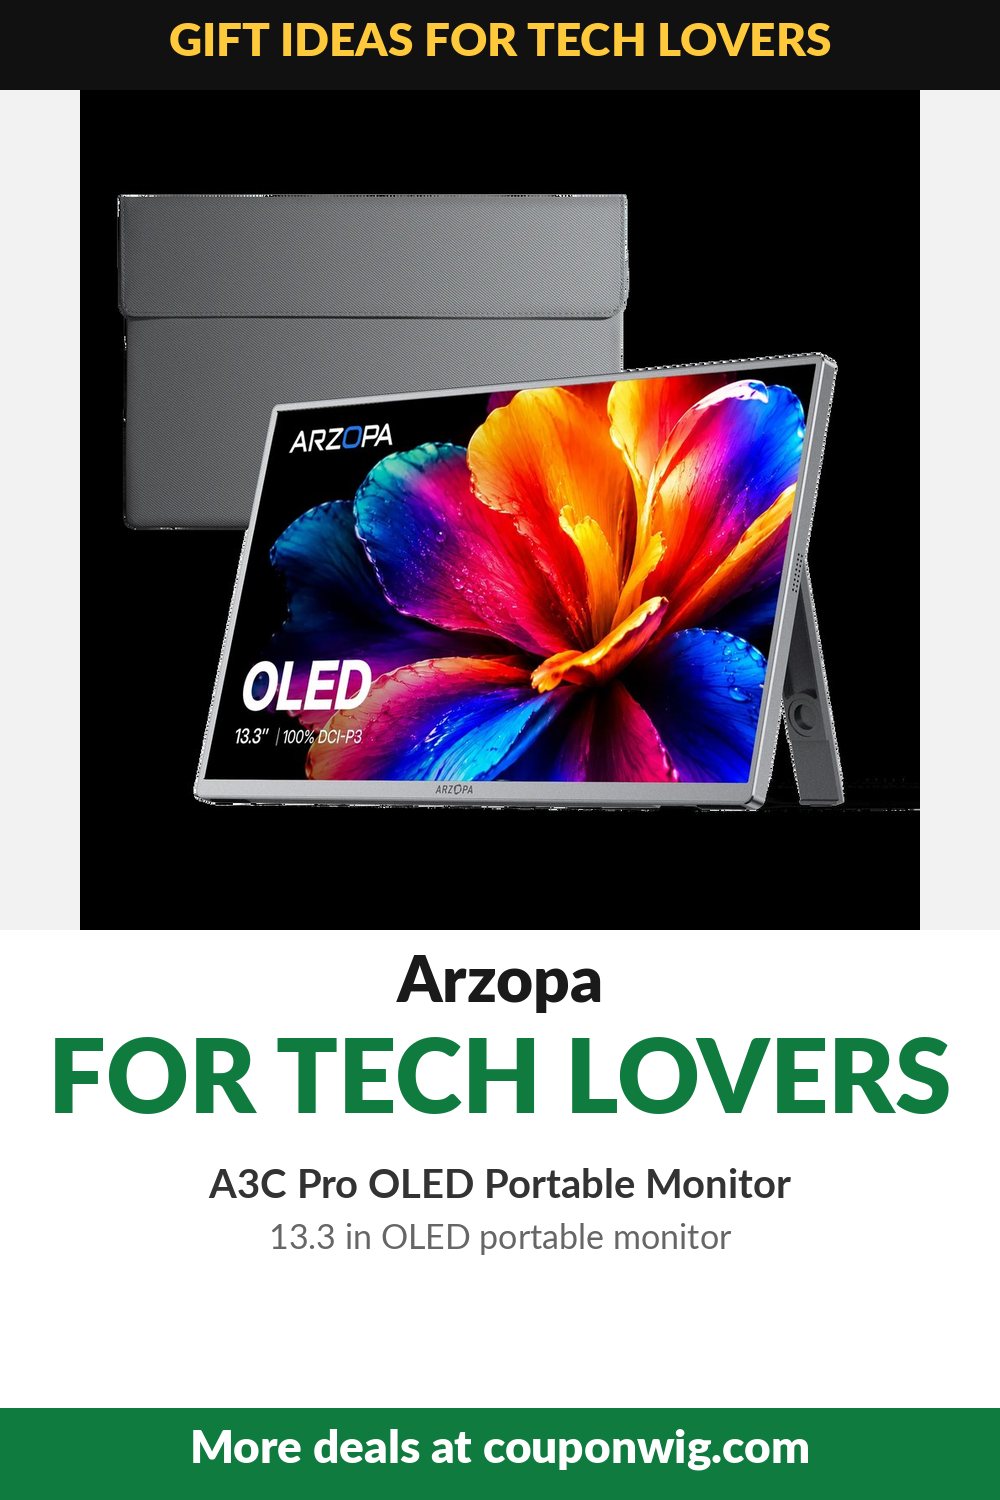 GIFT IDEAS FOR TECH LOVERS
ARZOPA
OLED
13.3" | 100% DCI-P3
ARZOPA
Arzopa
FOR TECH LOVERS
A3C Pro OLED Portable Monitor
13.3 in OLED portable monitor
More deals at couponwig.com